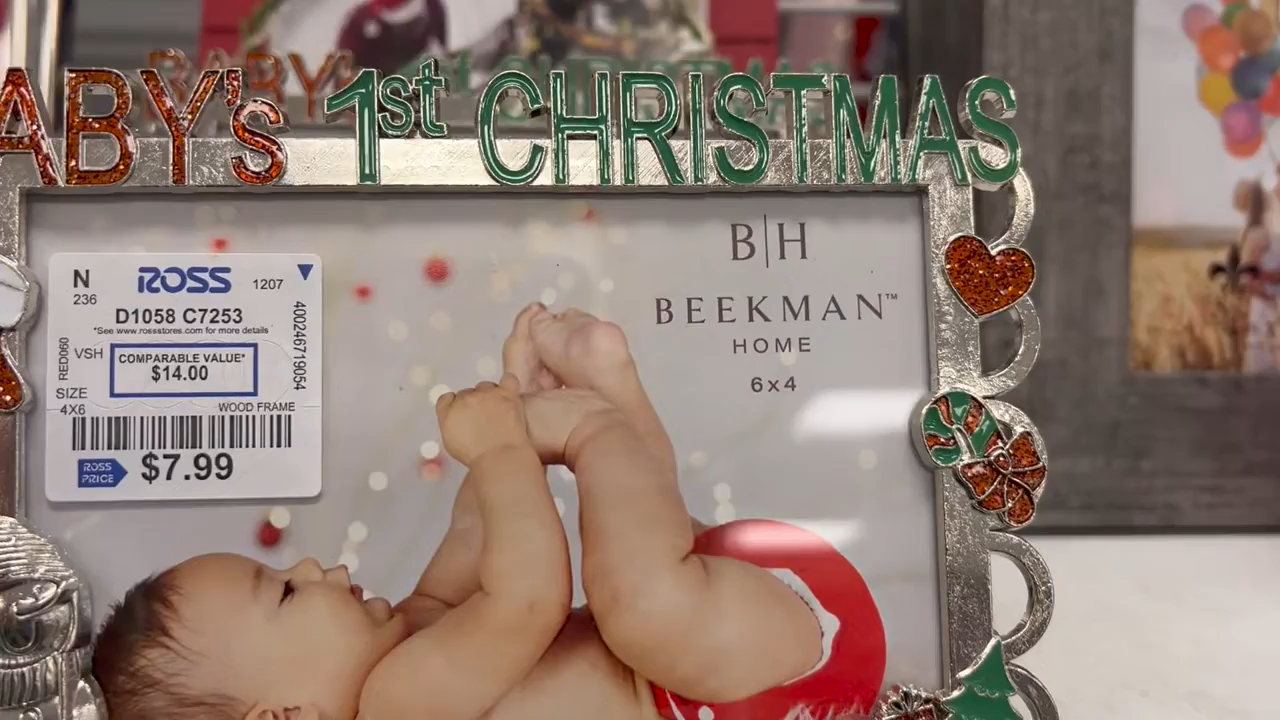 ABY's 1st CHRISTMAS
B|H
BEEKMAN™
HOME
6x4
N
236
ROSS
1207
D1058 C7253
*See www.rossstores.com for more details
RED060
VSH
COMPARABLE VALUE*
$14.00
400246719054
SIZE
4X6
WOOD FRAME
ROSS
PRICE
$7.99